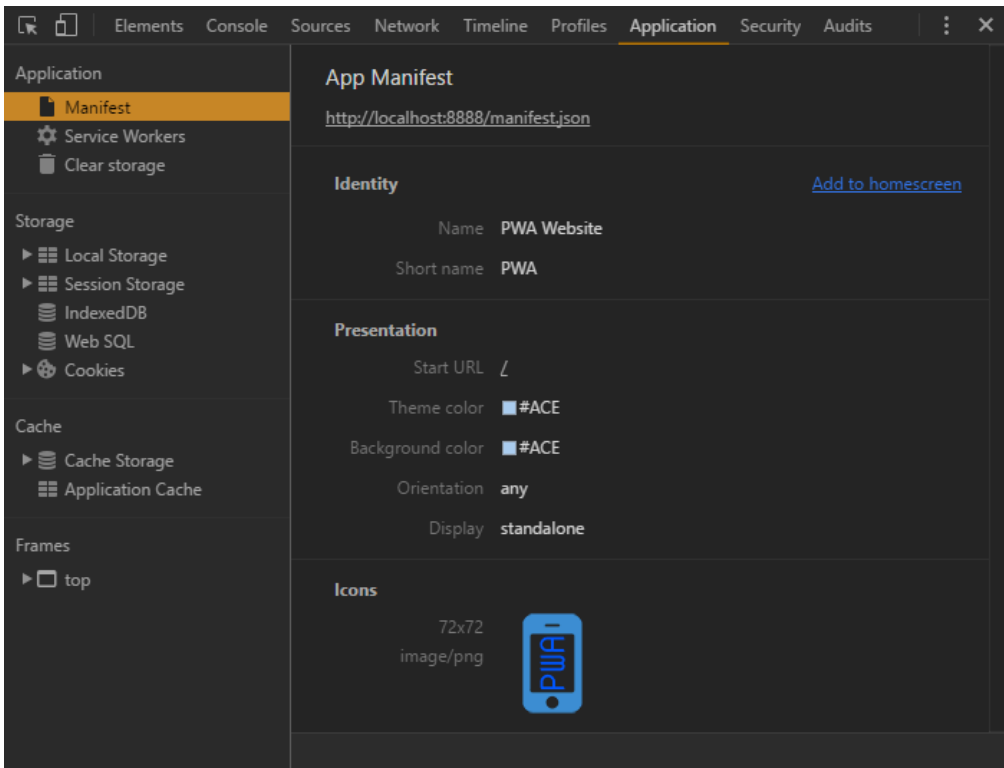 Elements Console Sources Network Timeline Profiles Application Security Audits
Application
Manifest
Service Workers
Clear storage
Storage
Local Storage
Session Storage
IndexedDB
Web SQL
Cookies
Cache
Cache Storage
Application Cache
Frames
top
App Manifest
http://localhost:8888/manifest.json
Identity Add to homescreen
Name PWA Website
Short name PWA
Presentation
Start URL /
Theme color #ACE
Background color #ACE
Orientation any
Display standalone
Icons
72x72
image/png
PWA